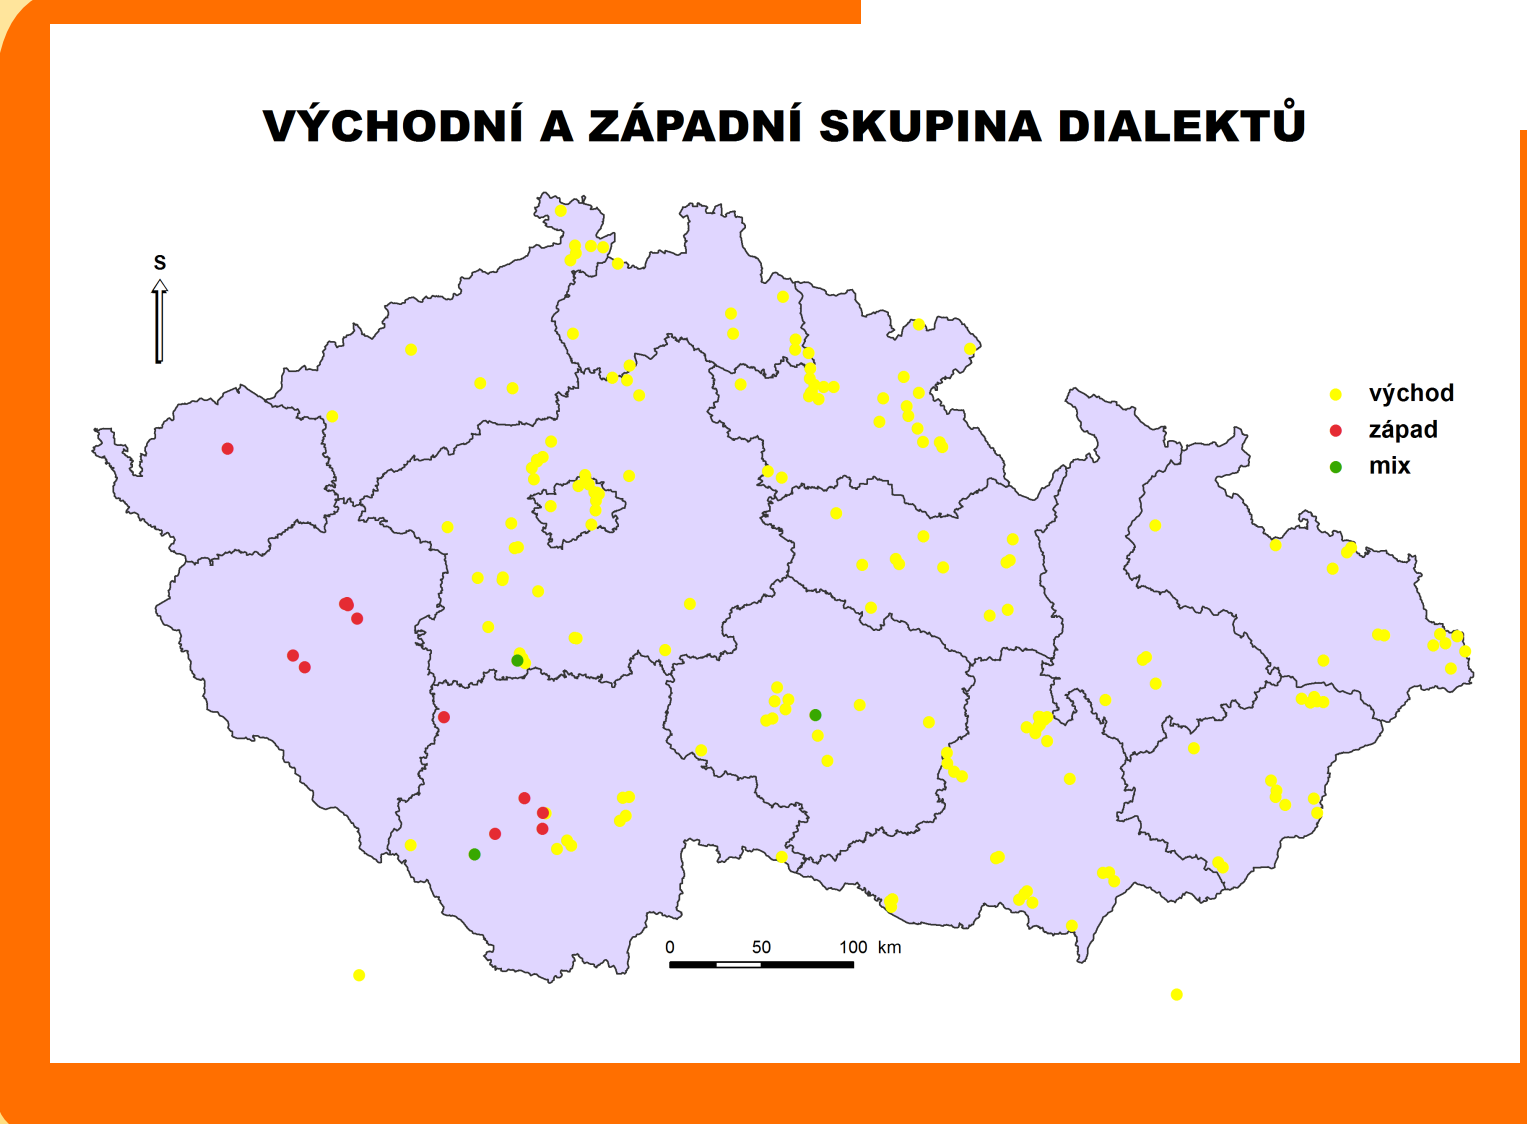 VÝCHODNÍ A ZÁPADNÍ SKUPINA DIALEKTŮ
S
východ
západ
mix
0 50 100 km